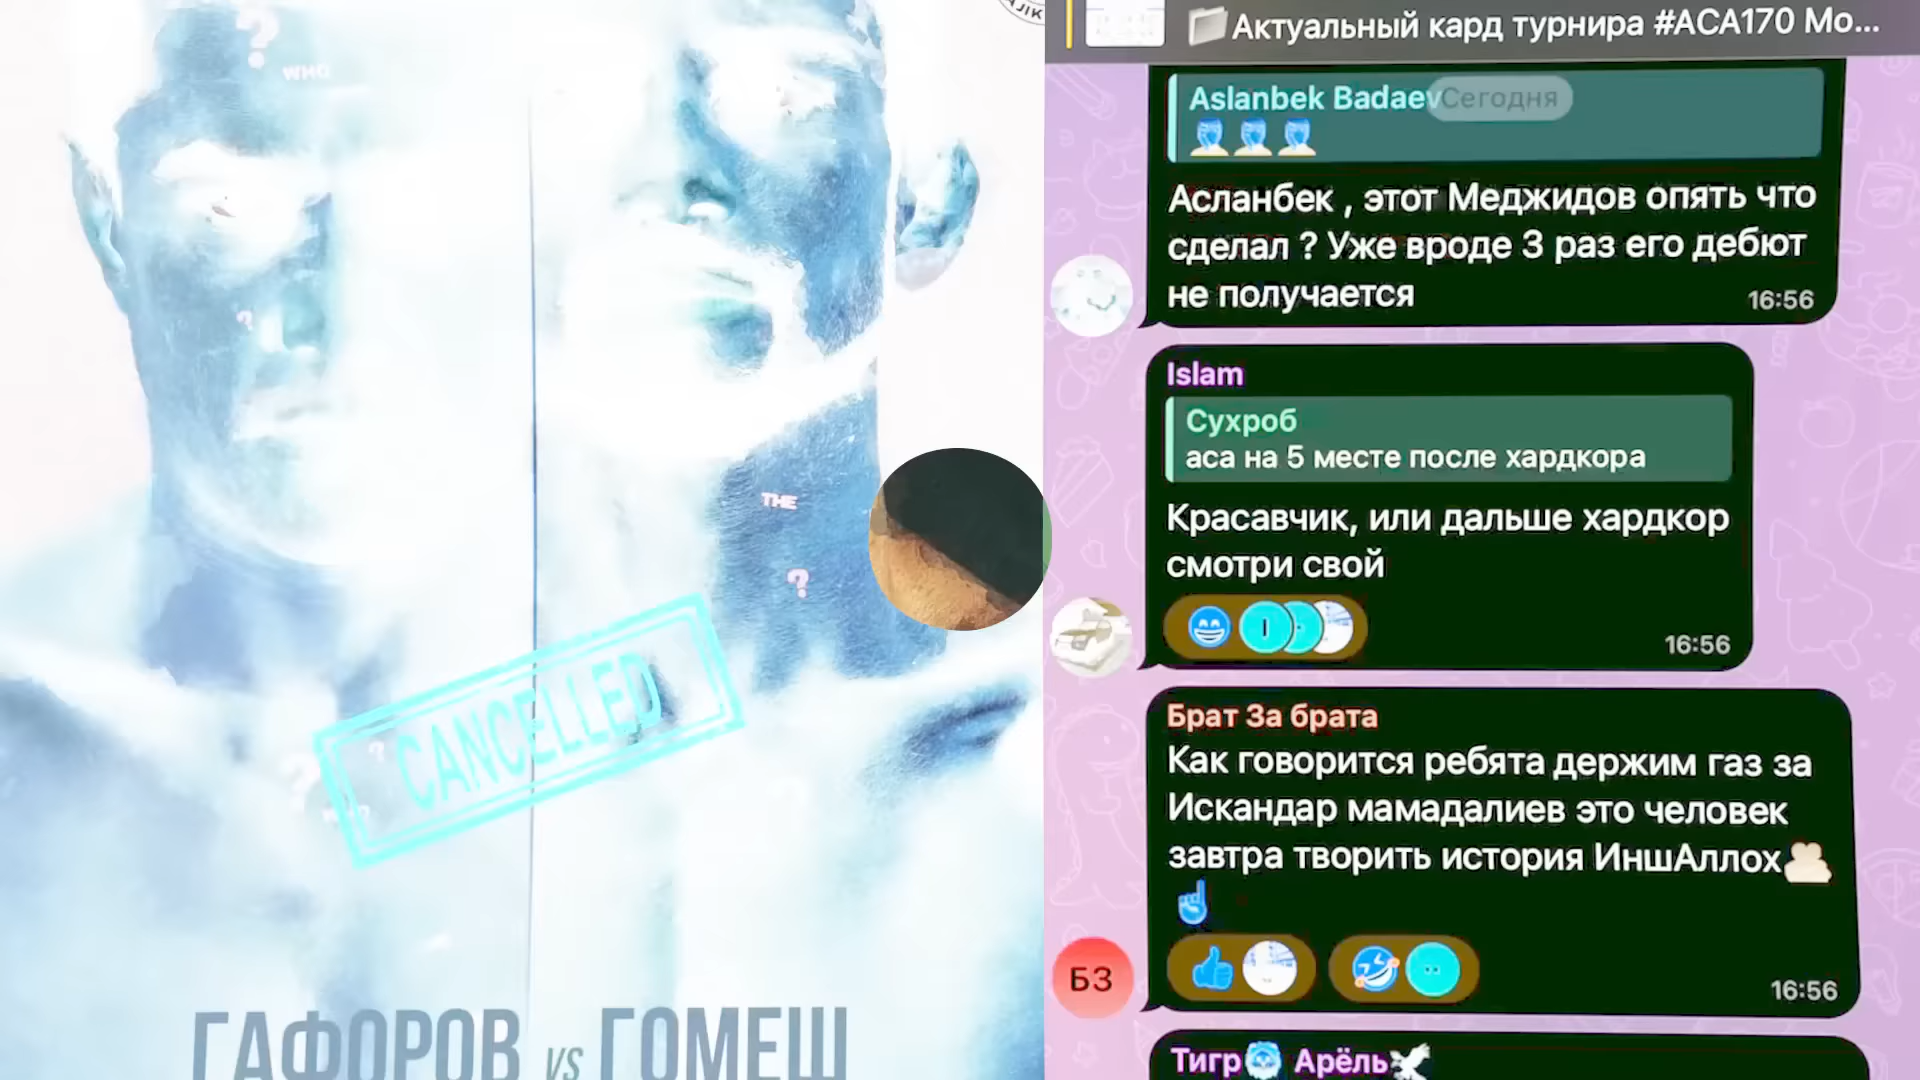 ?
WHO
?
THE
?
?
CANCELLED
ГАФОРОВ VS ГОМЕШ
Актуальный кард турнира #ACA170 Мо...
Aslanbek Badaev
Сегодня
Асланбек , этот Меджидов опять что
сделал ? Уже вроде 3 раз его дебют
не получается
16:56
Islam
Сухроб
аса на 5 месте после хардкора
Красавчик, или дальше хардкор
смотри свой
16:56
Брат За брата
Как говорится ребята держим газ за
Искандар мамадалиев это человек
завтра творить история ИншАллох
БЗ
16:56
Тигр Арёль